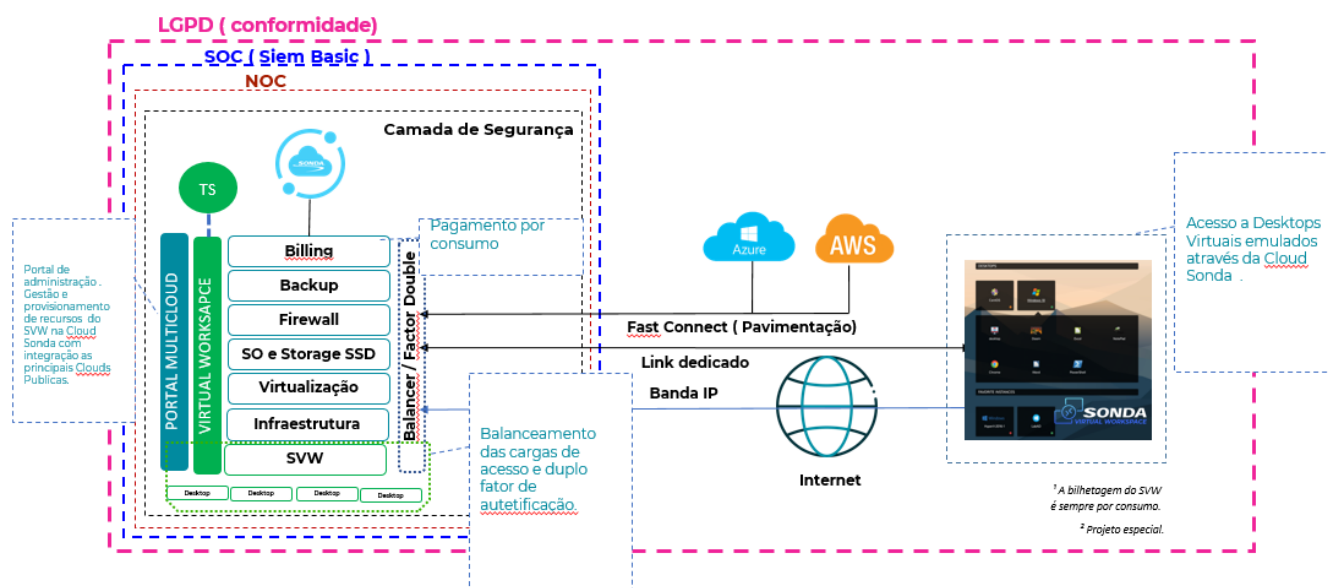 LGPD ( conformidade)
SOC ( Siem Basic )
NOC
Camada de Segurança
SONDA
TS
Portal de
administração .
Gestão e
provisionamento
de recursos do
SVW na Cloud
Sonda com
integração as
principais Clouds
Publicas.
PORTAL MULTICLOUD
VIRTUAL WORKSAPCE
Billing
Backup
Firewall
SO e Storage SSD
Virtualização
Infraestrutura
SVW
Desktop
Desktop
Desktop
Desktop
Balancer / Factor Double
Pagamento por
consumo
Balanceamento
das cargas de
acesso e duplo
fator de
autetificação.
Azure
AWS
Fast Connect ( Pavimentação)
Link dedicado
Banda IP
Internet
SONDA
VIRTUAL WORKSPACE
Acesso a Desktops
Virtuais emulados
através da Cloud
Sonda .
¹ A bilhetagem do SVW
é sempre por consumo.
² Projeto especial.